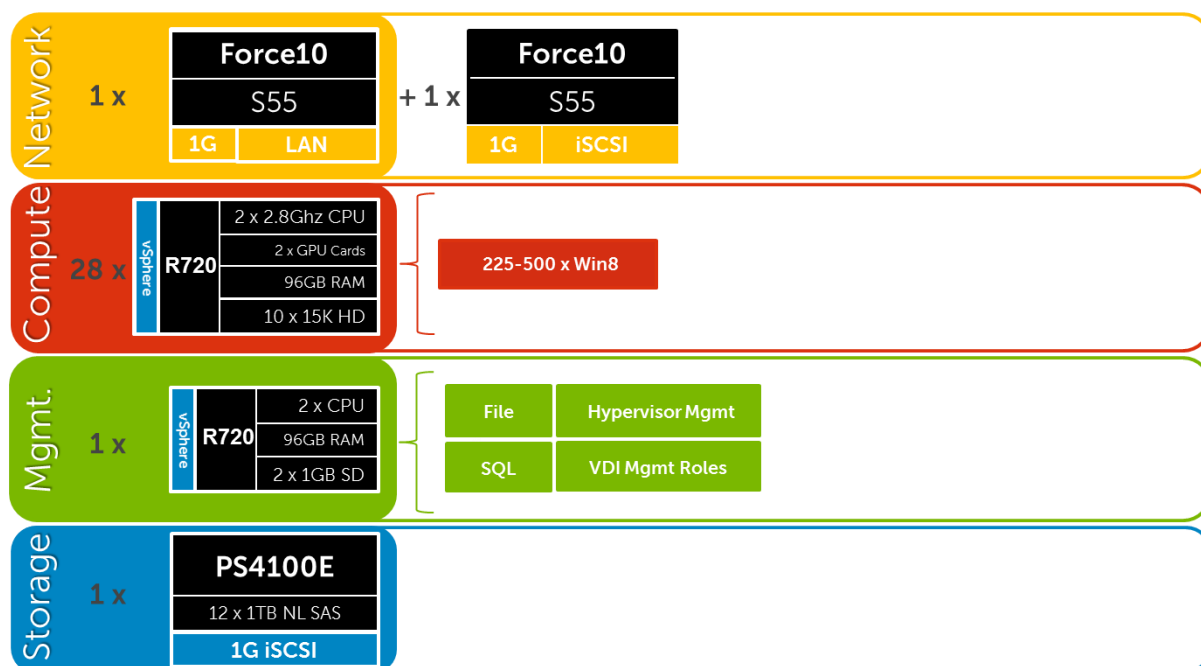 Network
1 x
Force10
S55
1G
LAN
+ 1 x
Force10
S55
1G
iSCSI
Compute
28 x
vSphere
R720
2 x 2.8Ghz CPU
2 x GPU Cards
96GB RAM
10 x 15K HD
225-500 x Win8
Mgmt.
1 x
vSphere
R720
2 x CPU
96GB RAM
2 x 1GB SD
File
Hypervisor Mgmt
SQL
VDI Mgmt Roles
Storage
1 x
PS4100E
12 x 1TB NL SAS
1G iSCSI